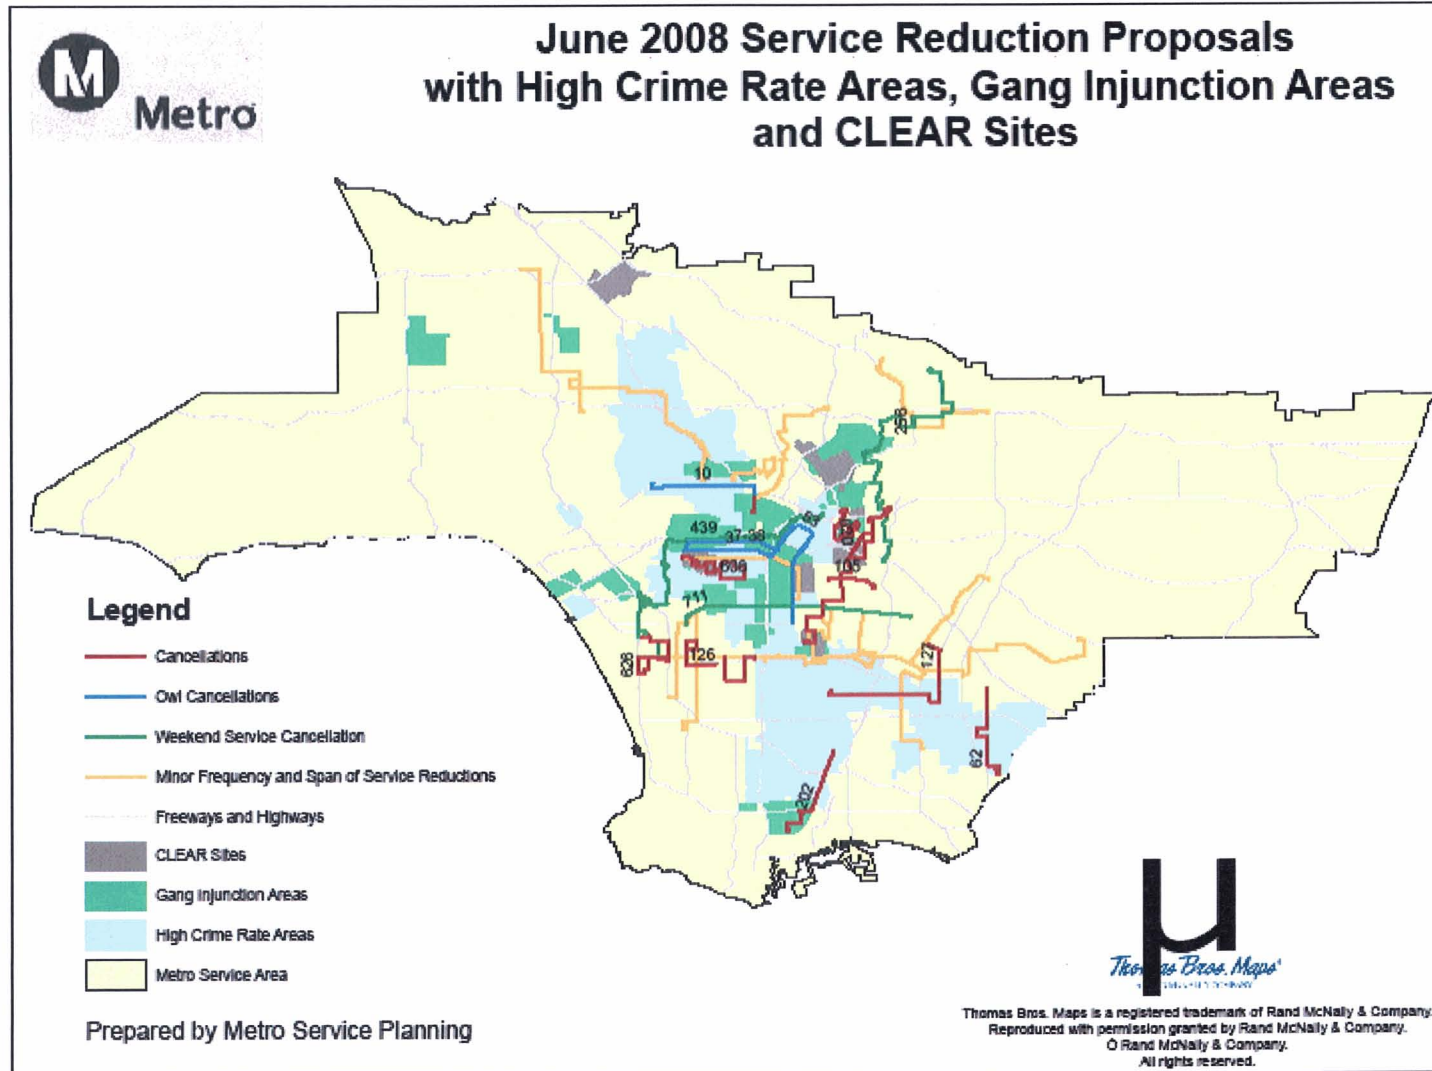 M
Metro
June 2008 Service Reduction Proposals
with High Crime Rate Areas, Gang Injunction Areas
and CLEAR Sites
258
10
439
37-38
636
105
711
626
126
127
62
202
Legend
Cancellations
Owl Cancellations
Weekend Service Cancellation
Minor Frequency and Span of Service Reductions
Freeways and Highways
CLEAR Sites
Gang Injunction Areas
High Crime Rate Areas
Metro Service Area
Prepared by Metro Service Planning
Thomas Bros. Maps
Thomas Bros. Maps is a registered trademark of Rand McNally & Company.
Reproduced with permission granted by Rand McNally & Company.
O Rand McNally & Company.
All rights reserved.